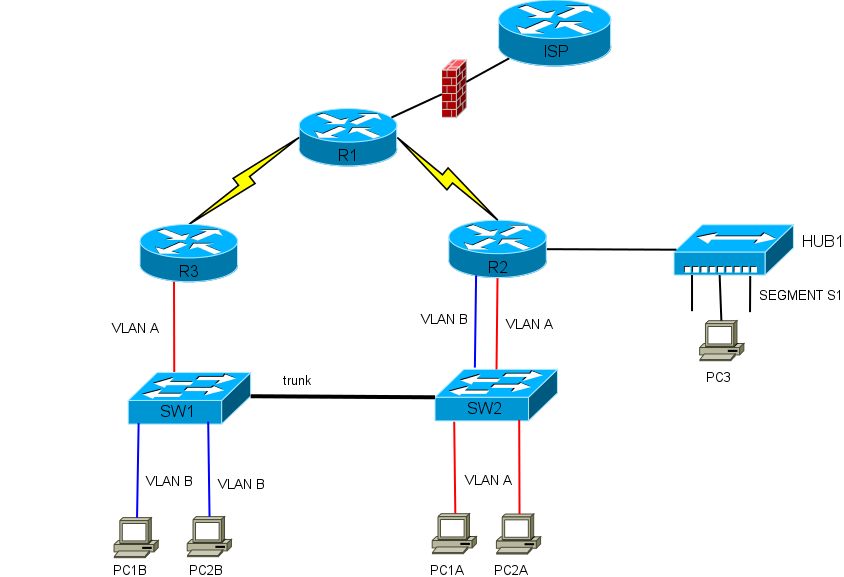 ISP
R1
R3
R2
HUB1
SEGMENT S1
VLAN B
VLAN A
VLAN A
PC3
trunk
SW1
SW2
VLAN B
VLAN B
VLAN A
PC1B
PC2B
PC1A
PC2A